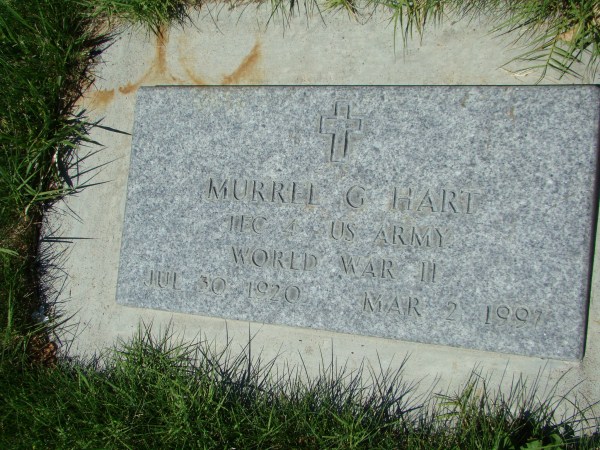 MURREL G HART
TEC 4 US ARMY
WORLD WAR II
JUL 30 1920 MAR 2 1997